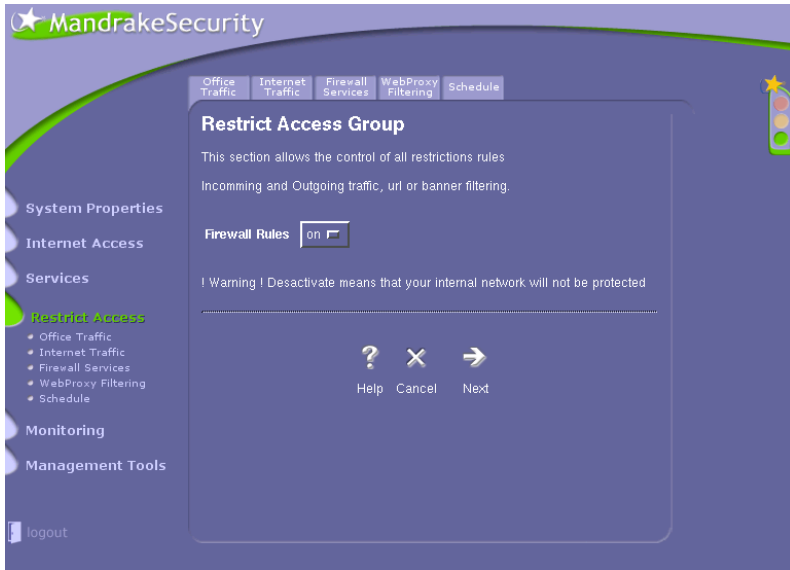 MandrakeSecurity
Office Traffic
Internet Traffic
Firewall Services
WebProxy Filtering
Schedule
Restrict Access Group
This section allows the control of all restrictions rules
Incomming and Outgoing traffic, url or banner filtering.
Firewall Rules on
! Warning ! Desactivate means that your internal network will not be protected
Help Cancel Next
System Properties
Internet Access
Services
Restrict Access
Office Traffic
Internet Traffic
Firewall Services
WebProxy Filtering
Schedule
Monitoring
Management Tools
logout